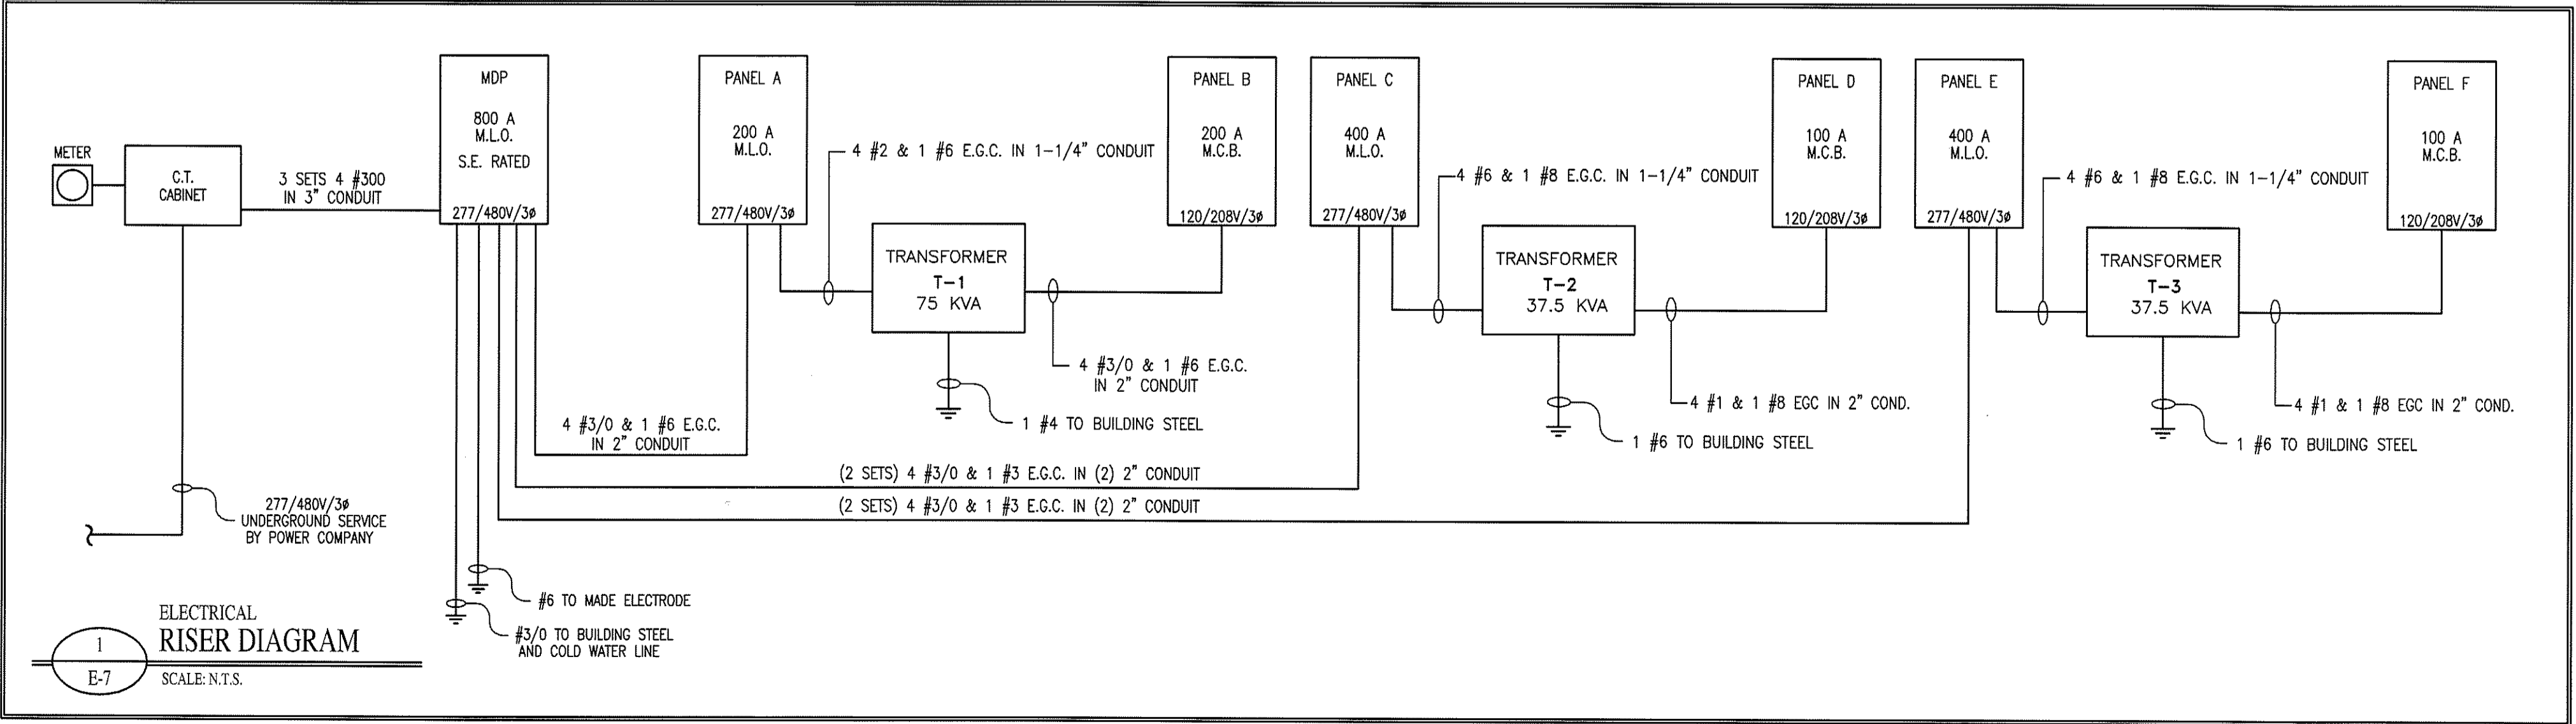 METER
C.T.
CABINET
3 SETS 4 #300
IN 3" CONDUIT
MDP
800 A
M.L.O.
S.E. RATED
277/480V/3ø
PANEL A
200 A
M.L.O.
277/480V/3ø
4 #2 & 1 #6 E.G.C. IN 1-1/4" CONDUIT
TRANSFORMER
T-1
75 KVA
PANEL B
200 A
M.C.B.
120/208V/3ø
4 #3/0 & 1 #6 E.G.C.
IN 2" CONDUIT
1 #4 TO BUILDING STEEL
PANEL C
400 A
M.L.O.
277/480V/3ø
4 #6 & 1 #8 E.G.C. IN 1-1/4" CONDUIT
TRANSFORMER
T-2
37.5 KVA
PANEL D
100 A
M.C.B.
120/208V/3ø
4 #1 & 1 #8 EGC IN 2" COND.
1 #6 TO BUILDING STEEL
PANEL E
400 A
M.L.O.
277/480V/3ø
4 #6 & 1 #8 E.G.C. IN 1-1/4" CONDUIT
TRANSFORMER
T-3
37.5 KVA
PANEL F
100 A
M.C.B.
120/208V/3ø
4 #1 & 1 #8 EGC IN 2" COND.
1 #6 TO BUILDING STEEL
4 #3/0 & 1 #6 E.G.C.
IN 2" CONDUIT
(2 SETS) 4 #3/0 & 1 #3 E.G.C. IN (2) 2" CONDUIT
(2 SETS) 4 #3/0 & 1 #3 E.G.C. IN (2) 2" CONDUIT
277/480V/3ø
UNDERGROUND SERVICE
BY POWER COMPANY
#6 TO MADE ELECTRODE
#3/0 TO BUILDING STEEL
AND COLD WATER LINE
1
E-7
ELECTRICAL
RISER DIAGRAM
SCALE: N.T.S.